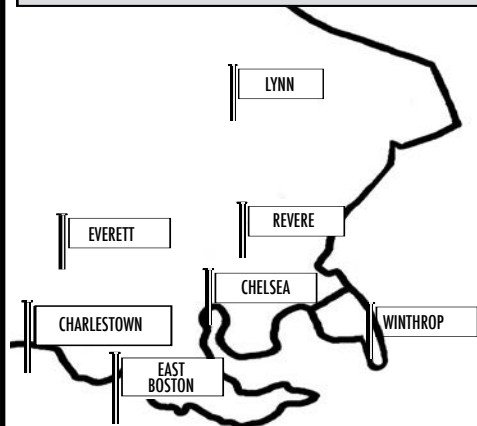 LYNN
REVERE
EVERETT
CHELSEA
CHARLESTOWN
WINTHROP
EAST
BOSTON